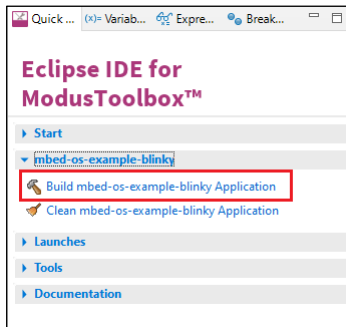 Quick ... (x)= Variab... Expre... Break...
Eclipse IDE for
ModusToolbox™
Start
mbed-os-example-blinky
Build mbed-os-example-blinky Application
Clean mbed-os-example-blinky Application
Launches
Tools
Documentation